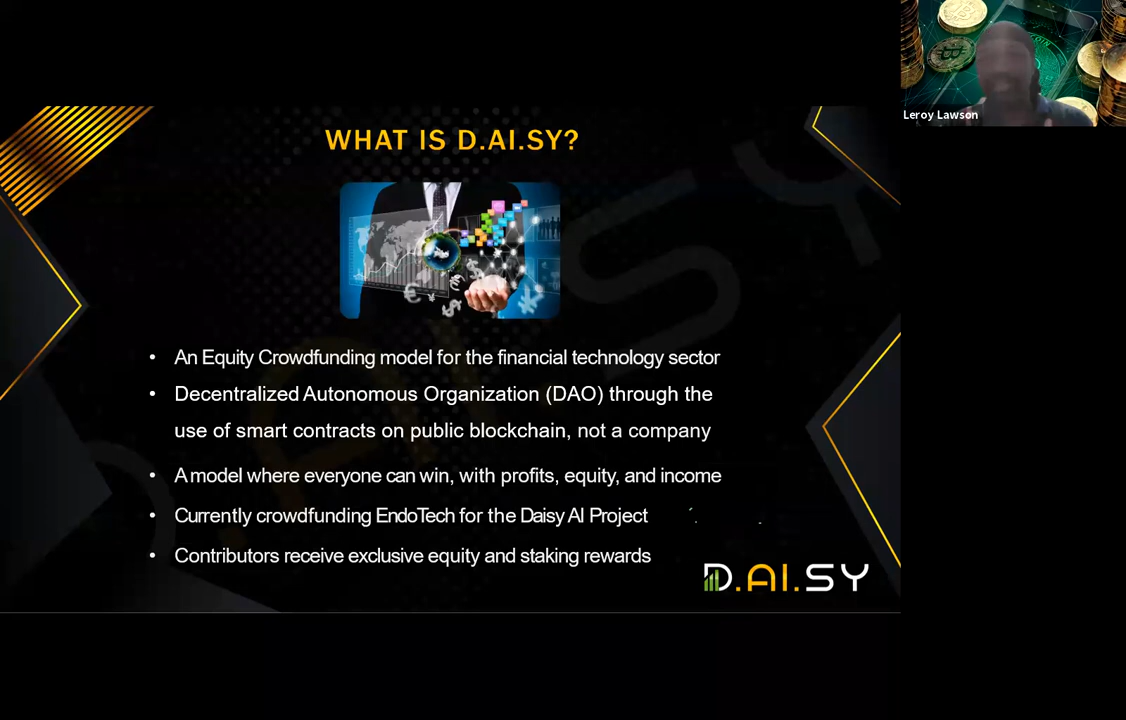 Leroy Lawson
WHAT IS D.AI.SY?
• An Equity Crowdfunding model for the financial technology sector
• Decentralized Autonomous Organization (DAO) through the
use of smart contracts on public blockchain, not a company
• A model where everyone can win, with profits, equity, and income
• Currently crowdfunding EndoTech for the Daisy AI Project
• Contributors receive exclusive equity and staking rewards
D.AI.SY